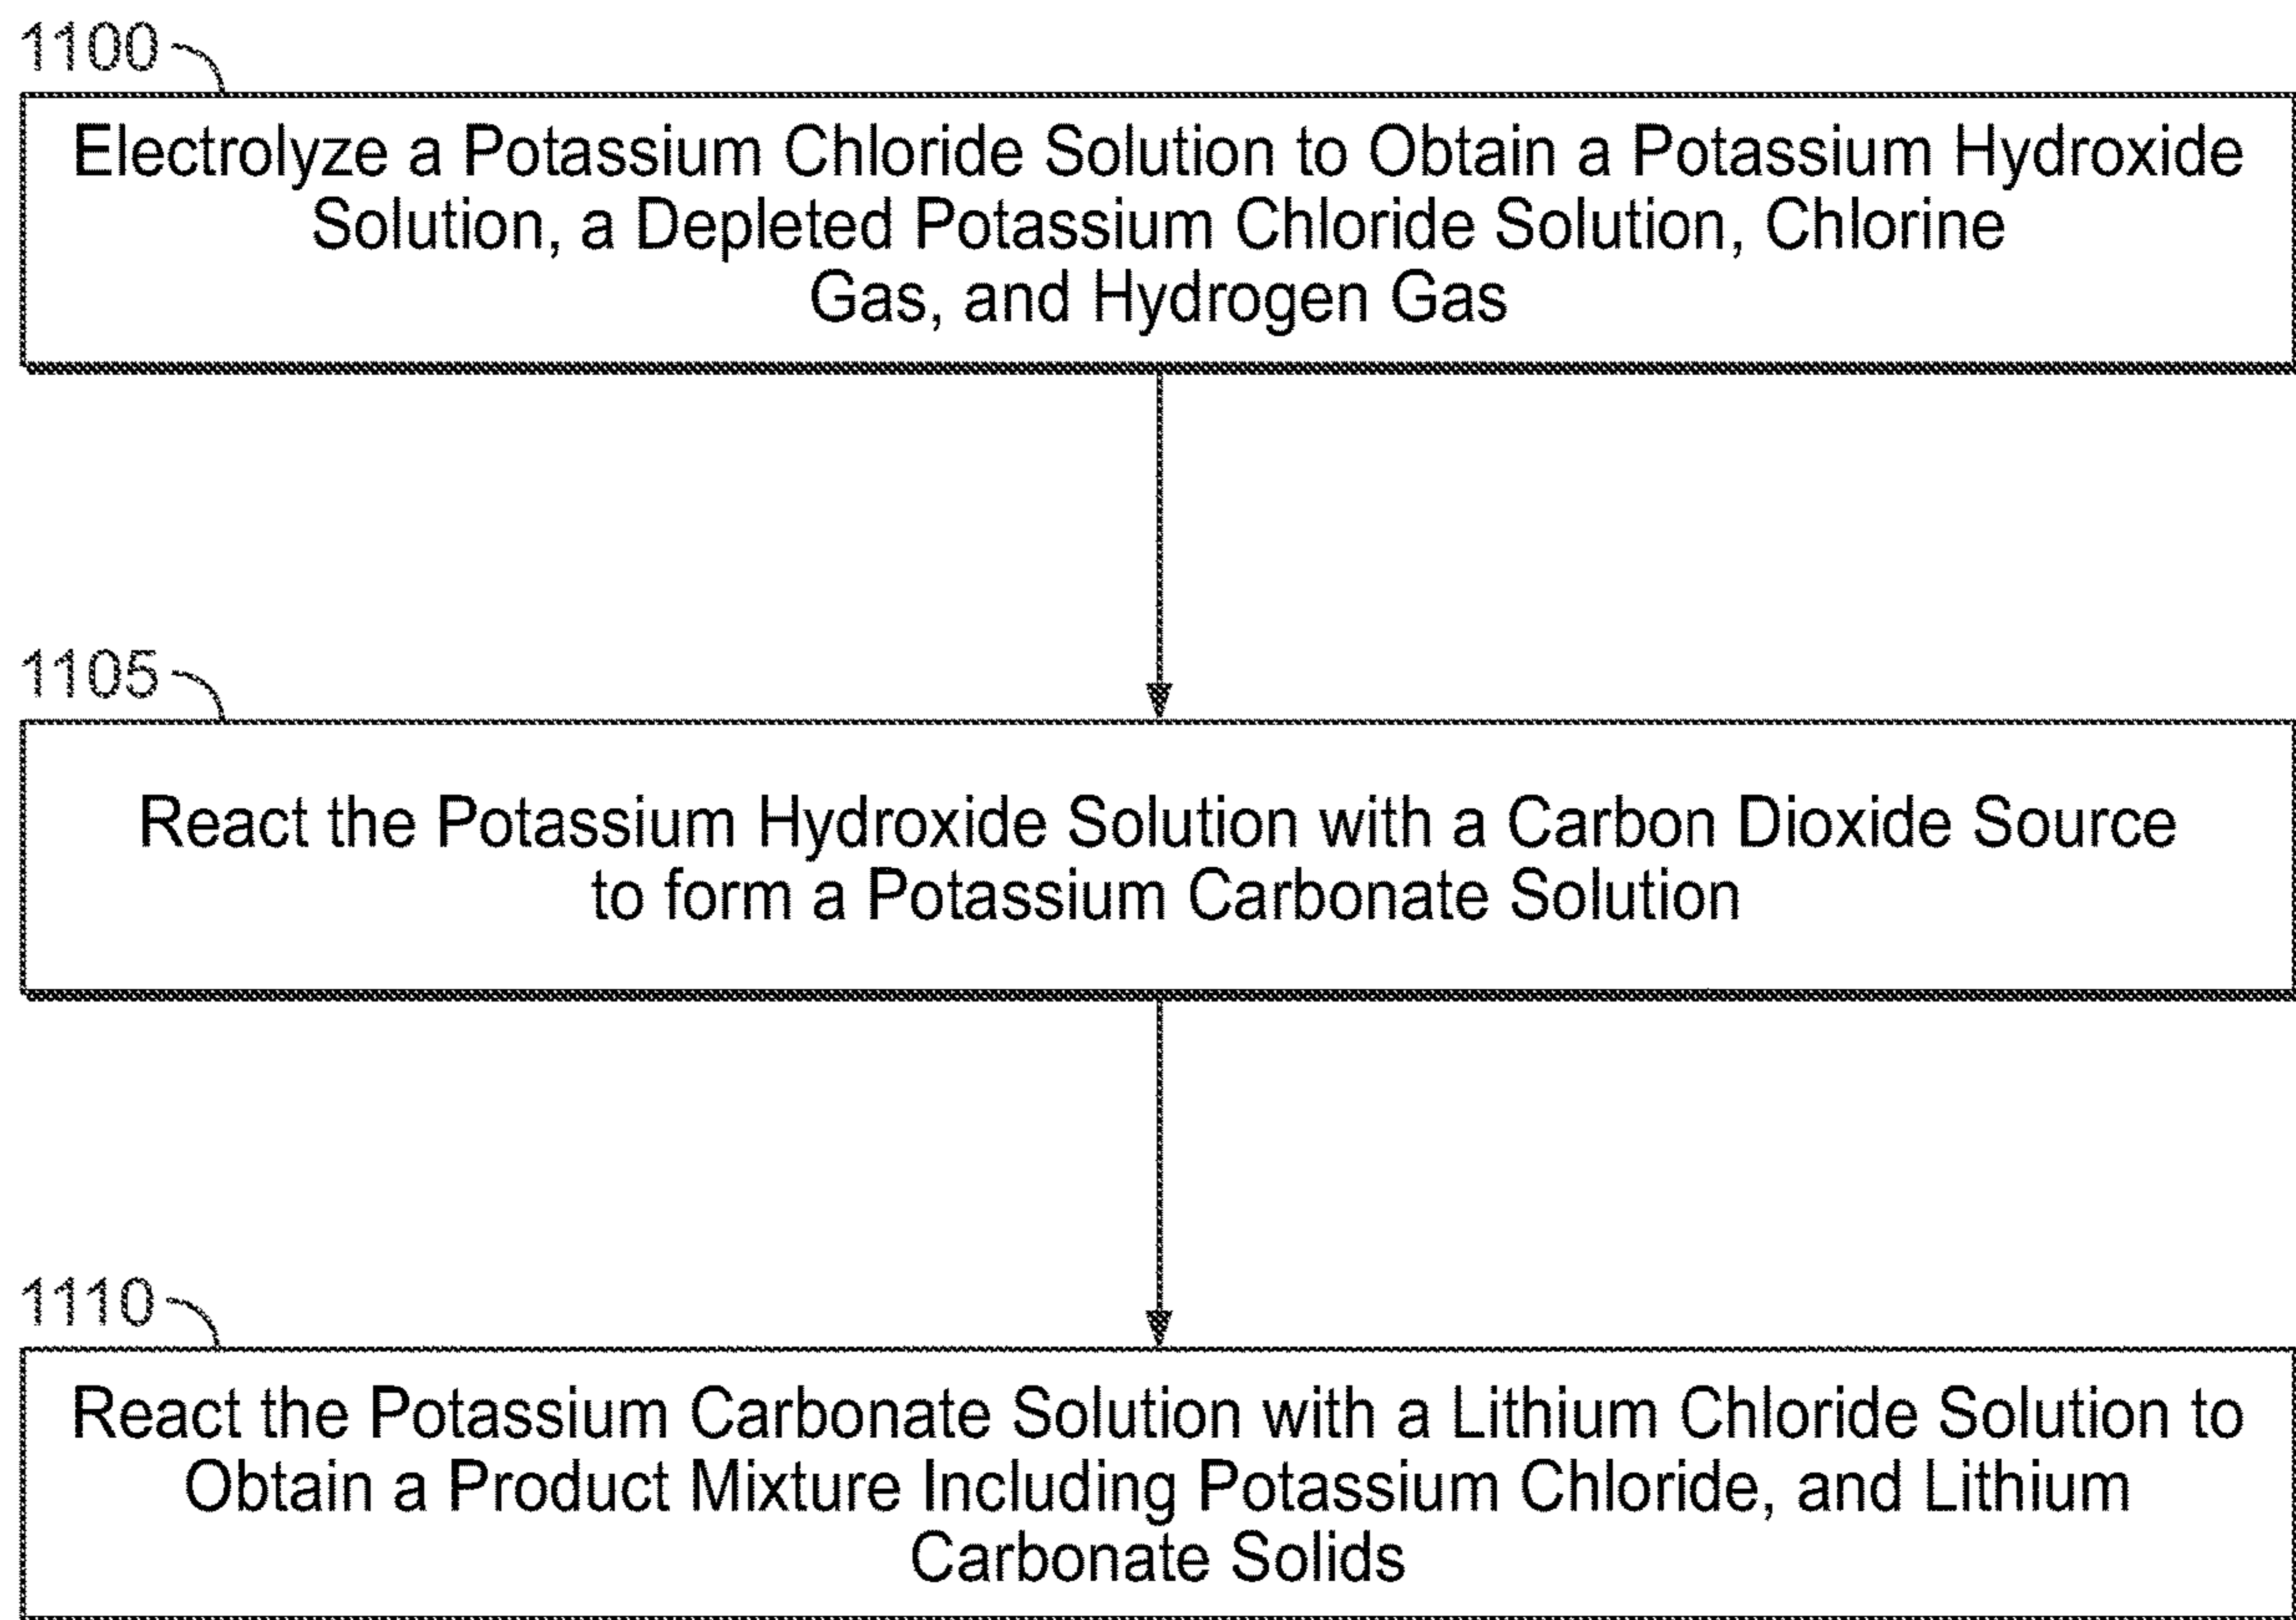 1100
Electrolyze a Potassium Chloride Solution to Obtain a Potassium Hydroxide
Solution, a Depleted Potassium Chloride Solution, Chlorine
Gas, and Hydrogen Gas
1105
React the Potassium Hydroxide Solution with a Carbon Dioxide Source
to form a Potassium Carbonate Solution
1110
React the Potassium Carbonate Solution with a Lithium Chloride Solution to
Obtain a Product Mixture Including Potassium Chloride, and Lithium
Carbonate Solids